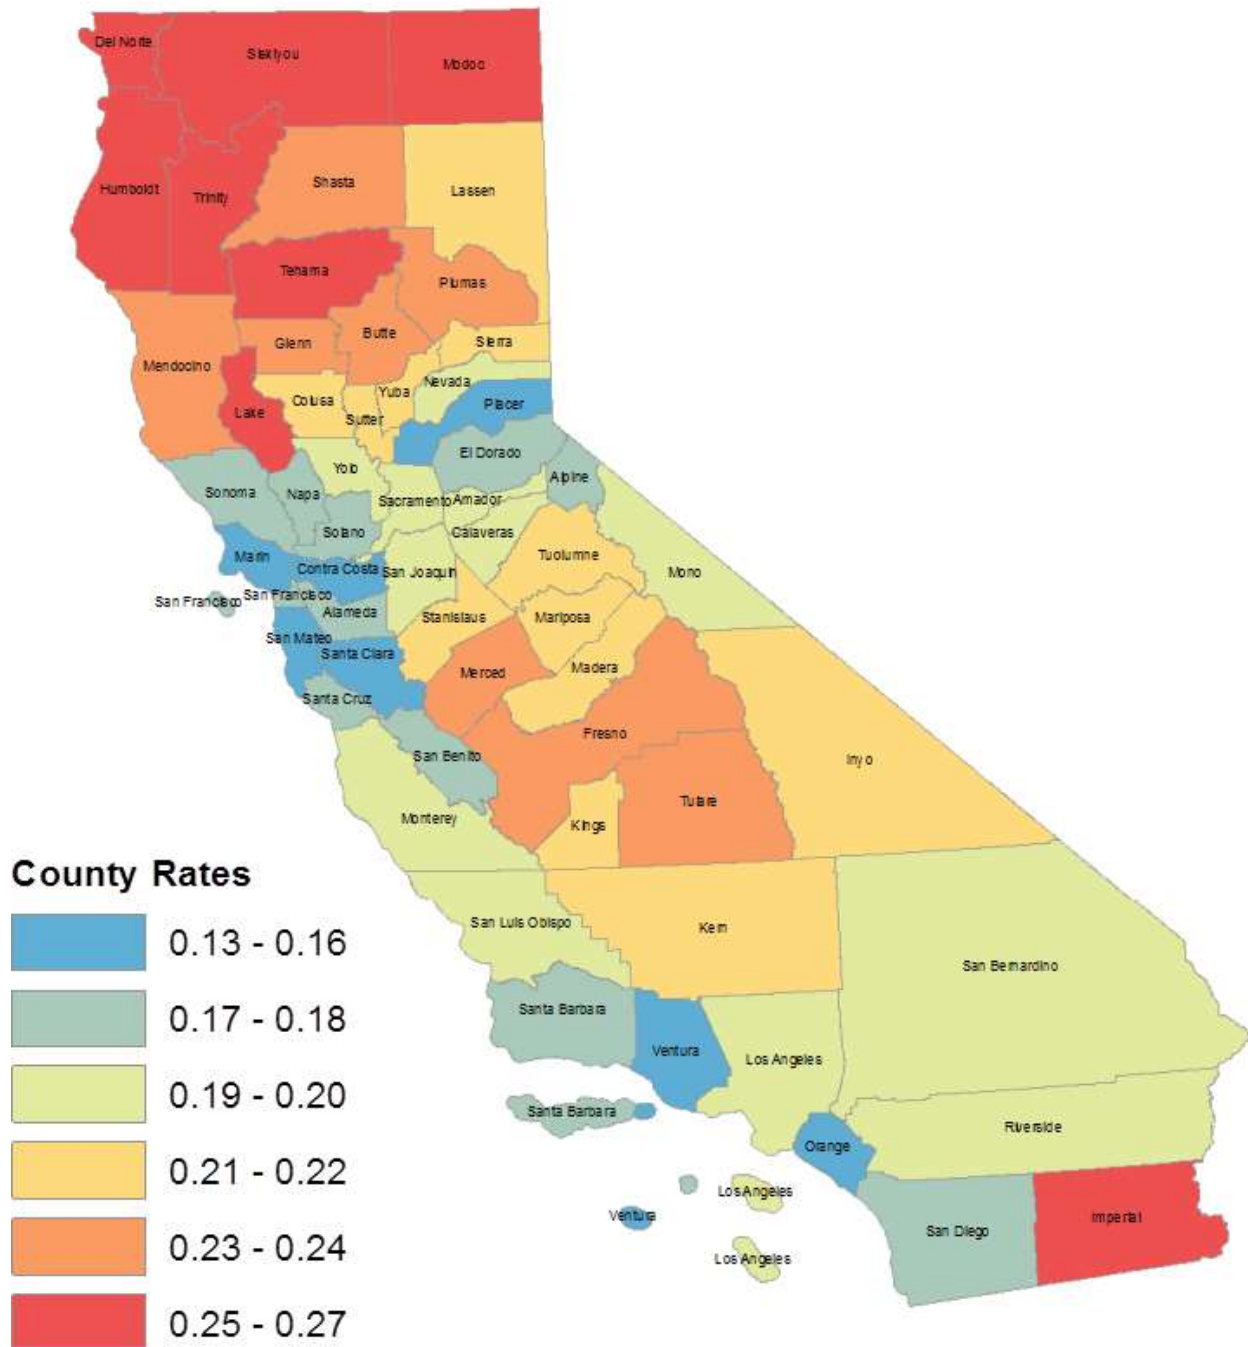 Del Norte
Siskiyou
Modoc
Humboldt
Trinity
Shasta
Lassen
Tehama
Plumas
Mendocino
Glenn
Butte
Sierra
Lake
Colusa
Sutter
Yuba
Nevada
Placer
El Dorado
Alpine
Yolo
Sonoma
Napa
Sacramento
Amador
Solano
Calaveras
Marin
Contra Costa
San Joaquin
Tuolumne
Mono
San Francisco
San Francisco
Alameda
Stanislaus
Mariposa
San Mateo
Santa Clara
Merced
Madera
Santa Cruz
Fresno
San Benito
Inyo
Monterey
Kings
Tulare
San Luis Obispo
Kern
San Bernardino
Santa Barbara
Ventura
Los Angeles
Santa Barbara
Orange
Riverside
Los Angeles
Ventura
San Diego
Imperial
Los Angeles
County Rates
0.13 - 0.16
0.17 - 0.18
0.19 - 0.20
0.21 - 0.22
0.23 - 0.24
0.25 - 0.27